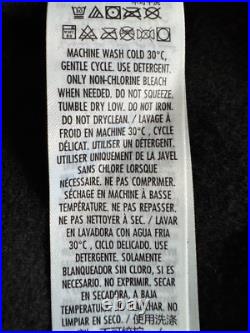 MACHINE WASH COLD 30°C,
GENTLE CYCLE. USE DETERGENT.
ONLY NON-CHLORINE BLEACH
WHEN NEEDED. DO NOT SQUEEZE.
TUMBLE DRY LOW. DO NOT IRON.
DO NOT DRYCLEAN. / LAVAGE À
FROID EN MACHINE 30°C, CYCLE
DÉLICAT. UTILISER UN DÉTERGENT.
UTILISER UNIQUEMENT DE LA JAVEL
SANS CHLORE LORSQUE
NÉCESSAIRE. NE PAS COMPRIMER.
SÉCHAGE EN MACHINE À BASSE
TEMPÉRATURE. NE PAS REPASSER.
NE PAS NETTOYER À SEC. / LAVAR
EN LAVADORA CON AGUA FRIA
30°C, CICLO DELICADO. USE
DETERGENTE. SOLAMENTE
BLANQUEADOR SIN CLORO, SI ES
NECESARIO. NO EXPRIMIR. SECAR
EN SECADORA, A BAJA
TEMPERATURA. NO PLANCHAR. NO
LIMPIAR EN SECO. / 使用洗涤